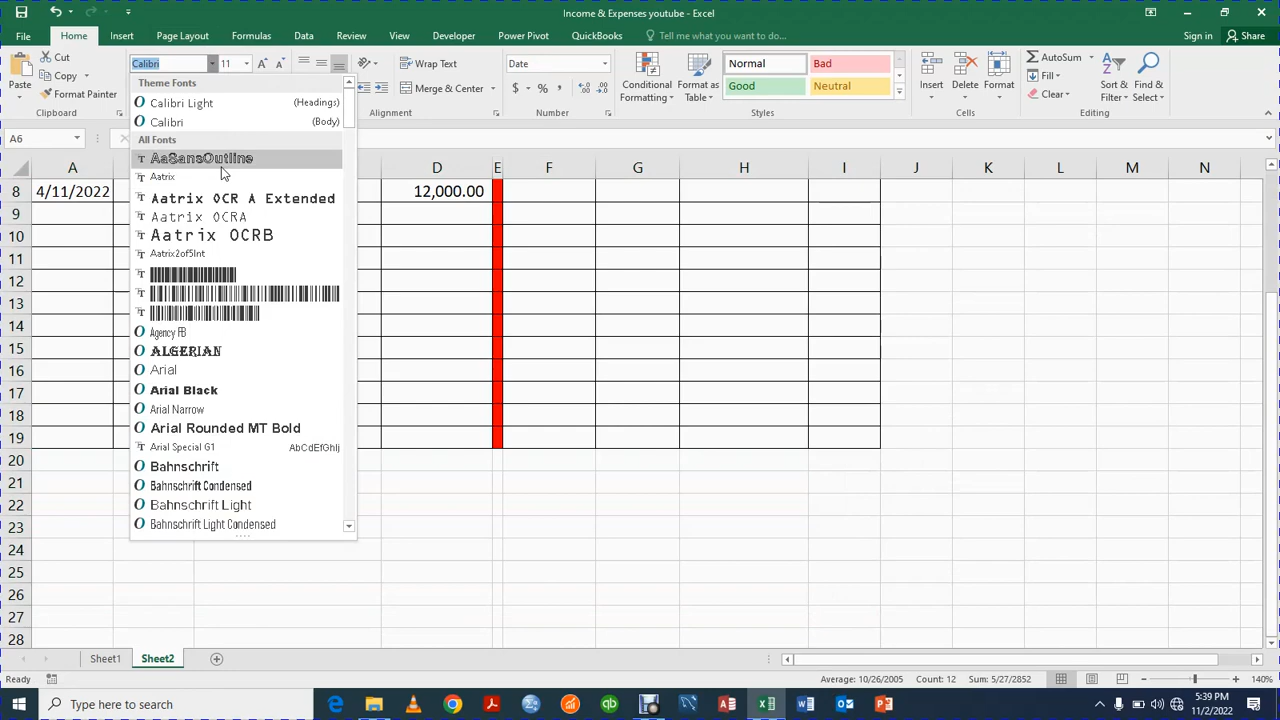 Income & Expenses youtube - Excel
File Home Insert Page Layout Formulas Data Review View Developer Power Pivot QuickBooks Tell me what you want to do... Sign in Share
Paste
Cut
Copy
Format Painter
Clipboard
Calibri 11
Wrap Text
Merge & Center
Alignment
Date
$ % ,
Number
Conditional Formatting
Format as Table
Normal Bad
Good Neutral
Styles
Insert Delete Format
Cells
AutoSum
Fill
Clear
Sort & Filter
Find & Select
Editing
A6
Theme Fonts
Calibri Light (Headings)
Calibri (Body)
All Fonts
AaSansOutline
Aatrix
Aatrix OCR A Extended
Aatrix OCRA
Aatrix OCRB
Aatrix2of5Int
Agency FB
ALGERIAN
Arial
Arial Black
Arial Narrow
Arial Rounded MT Bold
Arial Special G1 AbCdEfGhIj
Bahnschrift
Bahnschrift Condensed
Bahnschrift Light
Bahnschrift Light Condensed
A D E F G H I J K L M N
8 4/11/2022 12,000.00
9
10
11
12
13
14
15
16
17
18
19
20
21
22
23
24
25
26
27
28
Sheet1 Sheet2
Ready Average: 10/26/2005 Count: 12 Sum: 5/27/2852 140%
Type here to search
5:39 PM
11/2/2022